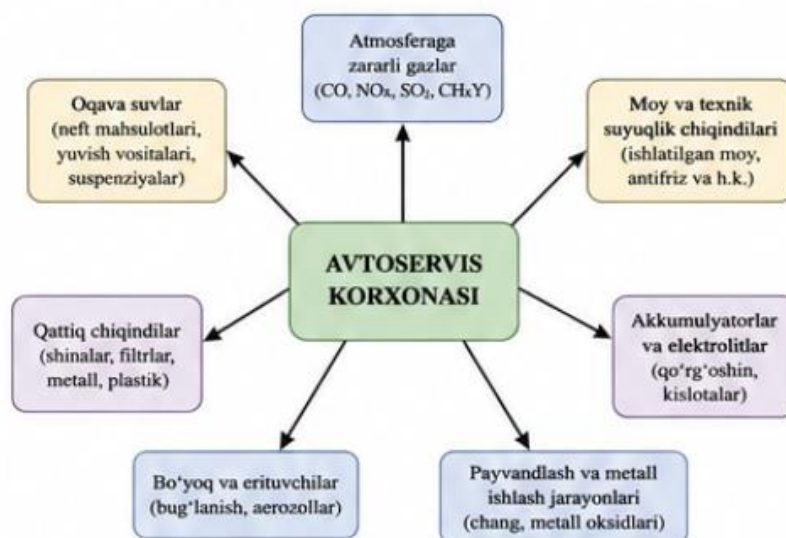 Atmosferaga
zararli gazlar
(CO, NOₓ, SO₂, CHₓY)
Oqava suvlar
(neft mahsulotlari,
yuvish vositalari,
suspenziyalar)
Moy va texnik
suyuqlik chiqindilari
(ishlatilgan moy,
antifriz va h.k.)
AVTOSERVIS
KORXONASI
Qattiq chiqindilar
(shinalar, filtrlar,
metall, plastik)
Akkumulyatorlar
va elektrolitlar
(qo‘rg‘oshin,
kislotalar)
Bo‘yoq va erituvchilar
(bug‘lanish, aerozollar)
Payvandlash va metall
ishlash jarayonlari
(chang, metall oksidlari)